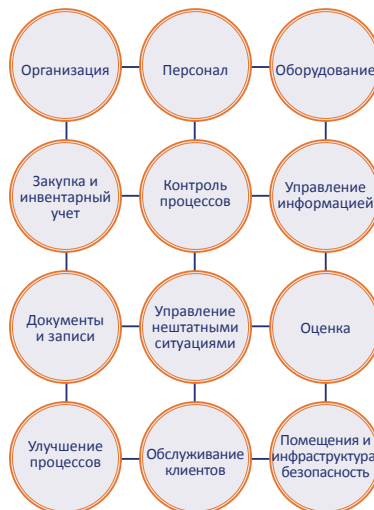 Организация
Персонал
Оборудование
Закупка и
инвентарный
учет
Контроль
процессов
Управление
информацией
Документы
и записи
Управление
нештатными
ситуациями
Оценка
Улучшение
процессов
Обслуживание
клиентов
Помещения и
инфраструктура
безопасность